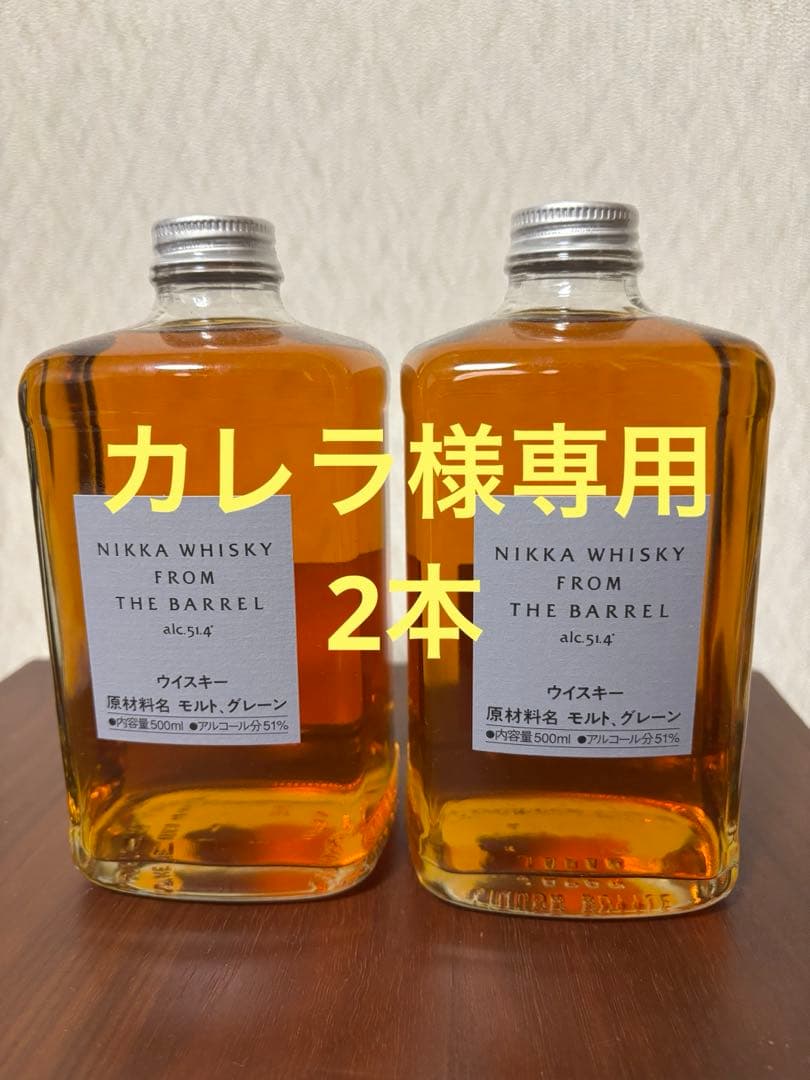 カレラ様専用
2本
NIKKA WHISKY
FROM
THE BARREL
alc.51.4°
ウイスキー
原材料名 モルト、グレーン
●内容量500ml ●アルコール分51%
NIKKA WHISKY
FROM
THE BARREL
alc.51.4°
ウイスキー
原材料名 モルト、グレーン
●内容量500ml ●アルコール分51%